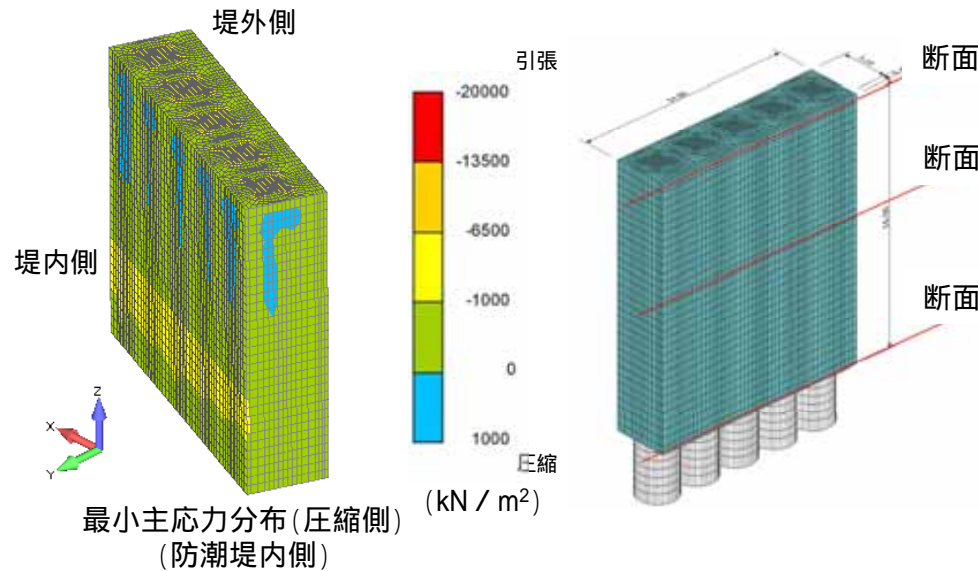 堤外側
堤内側
Z
X
Y
最小主応力分布(圧縮側)
(防潮堤内側)
引張
-20000
-13500
-6500
-1000
0
1000
圧縮
(kN / m²)
断面
断面
断面